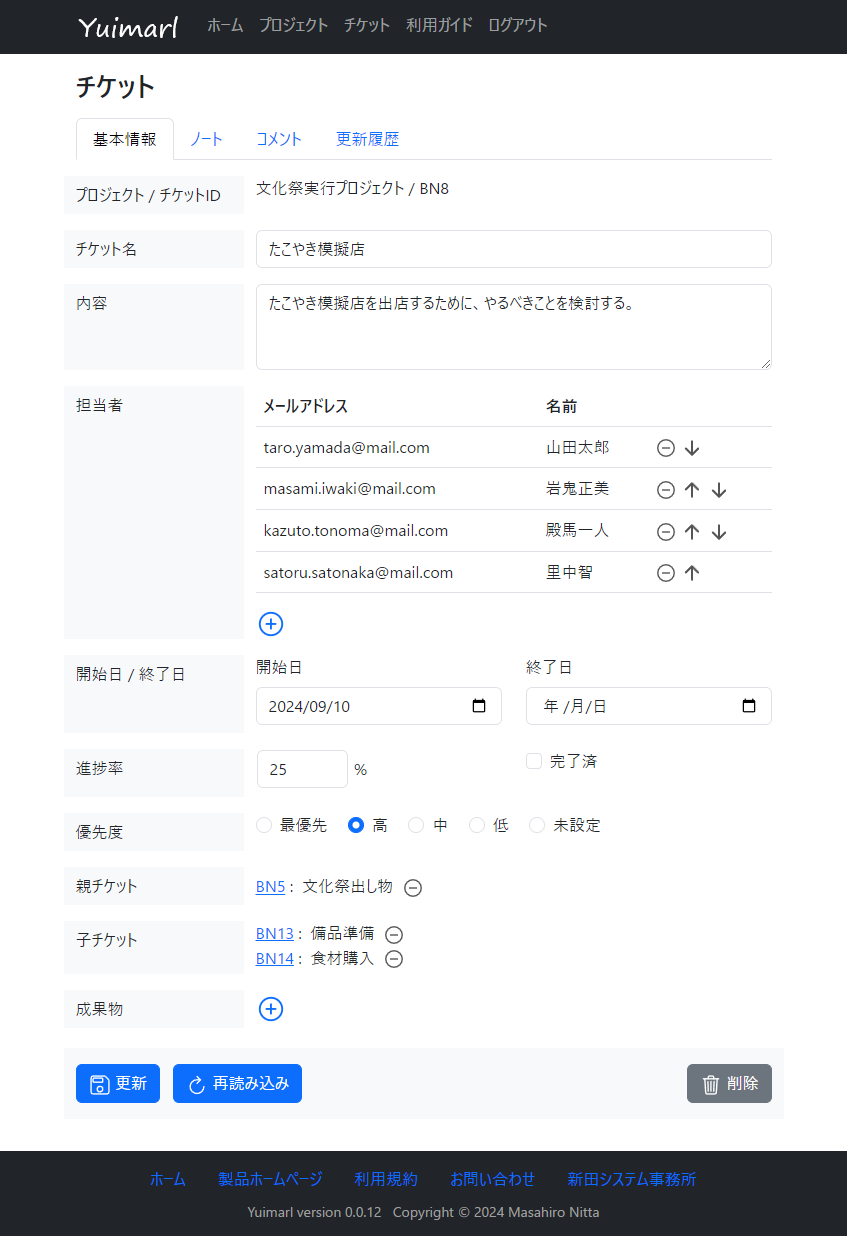 Yuimarl ホーム プロジェクト チケット 利用ガイド ログアウト
チケット
基本情報 ノート コメント 更新履歴
プロジェクト / チケットID 文化祭実行プロジェクト / BN8
チケット名 たこやき模擬店
内容 たこやき模擬店を出店するために、やるべきことを検討する。
担当者 メールアドレス 名前
taro.yamada@mail.com 山田太郎
masami.iwaki@mail.com 岩鬼正美
kazuto.tonoma@mail.com 殿馬一人
satoru.satonaka@mail.com 里中智
開始日 / 終了日 開始日 終了日
2024/09/10 年 /月/日
進捗率 25 % 完了済
優先度 最優先 高 中 低 未設定
親チケット BN5 : 文化祭出し物
子チケット BN13 : 備品準備
BN14 : 食材購入
成果物
更新 再読み込み 削除
ホーム 製品ホームページ 利用規約 お問い合わせ 新田システム事務所
Yuimarl version 0.0.12 Copyright © 2024 Masahiro Nitta